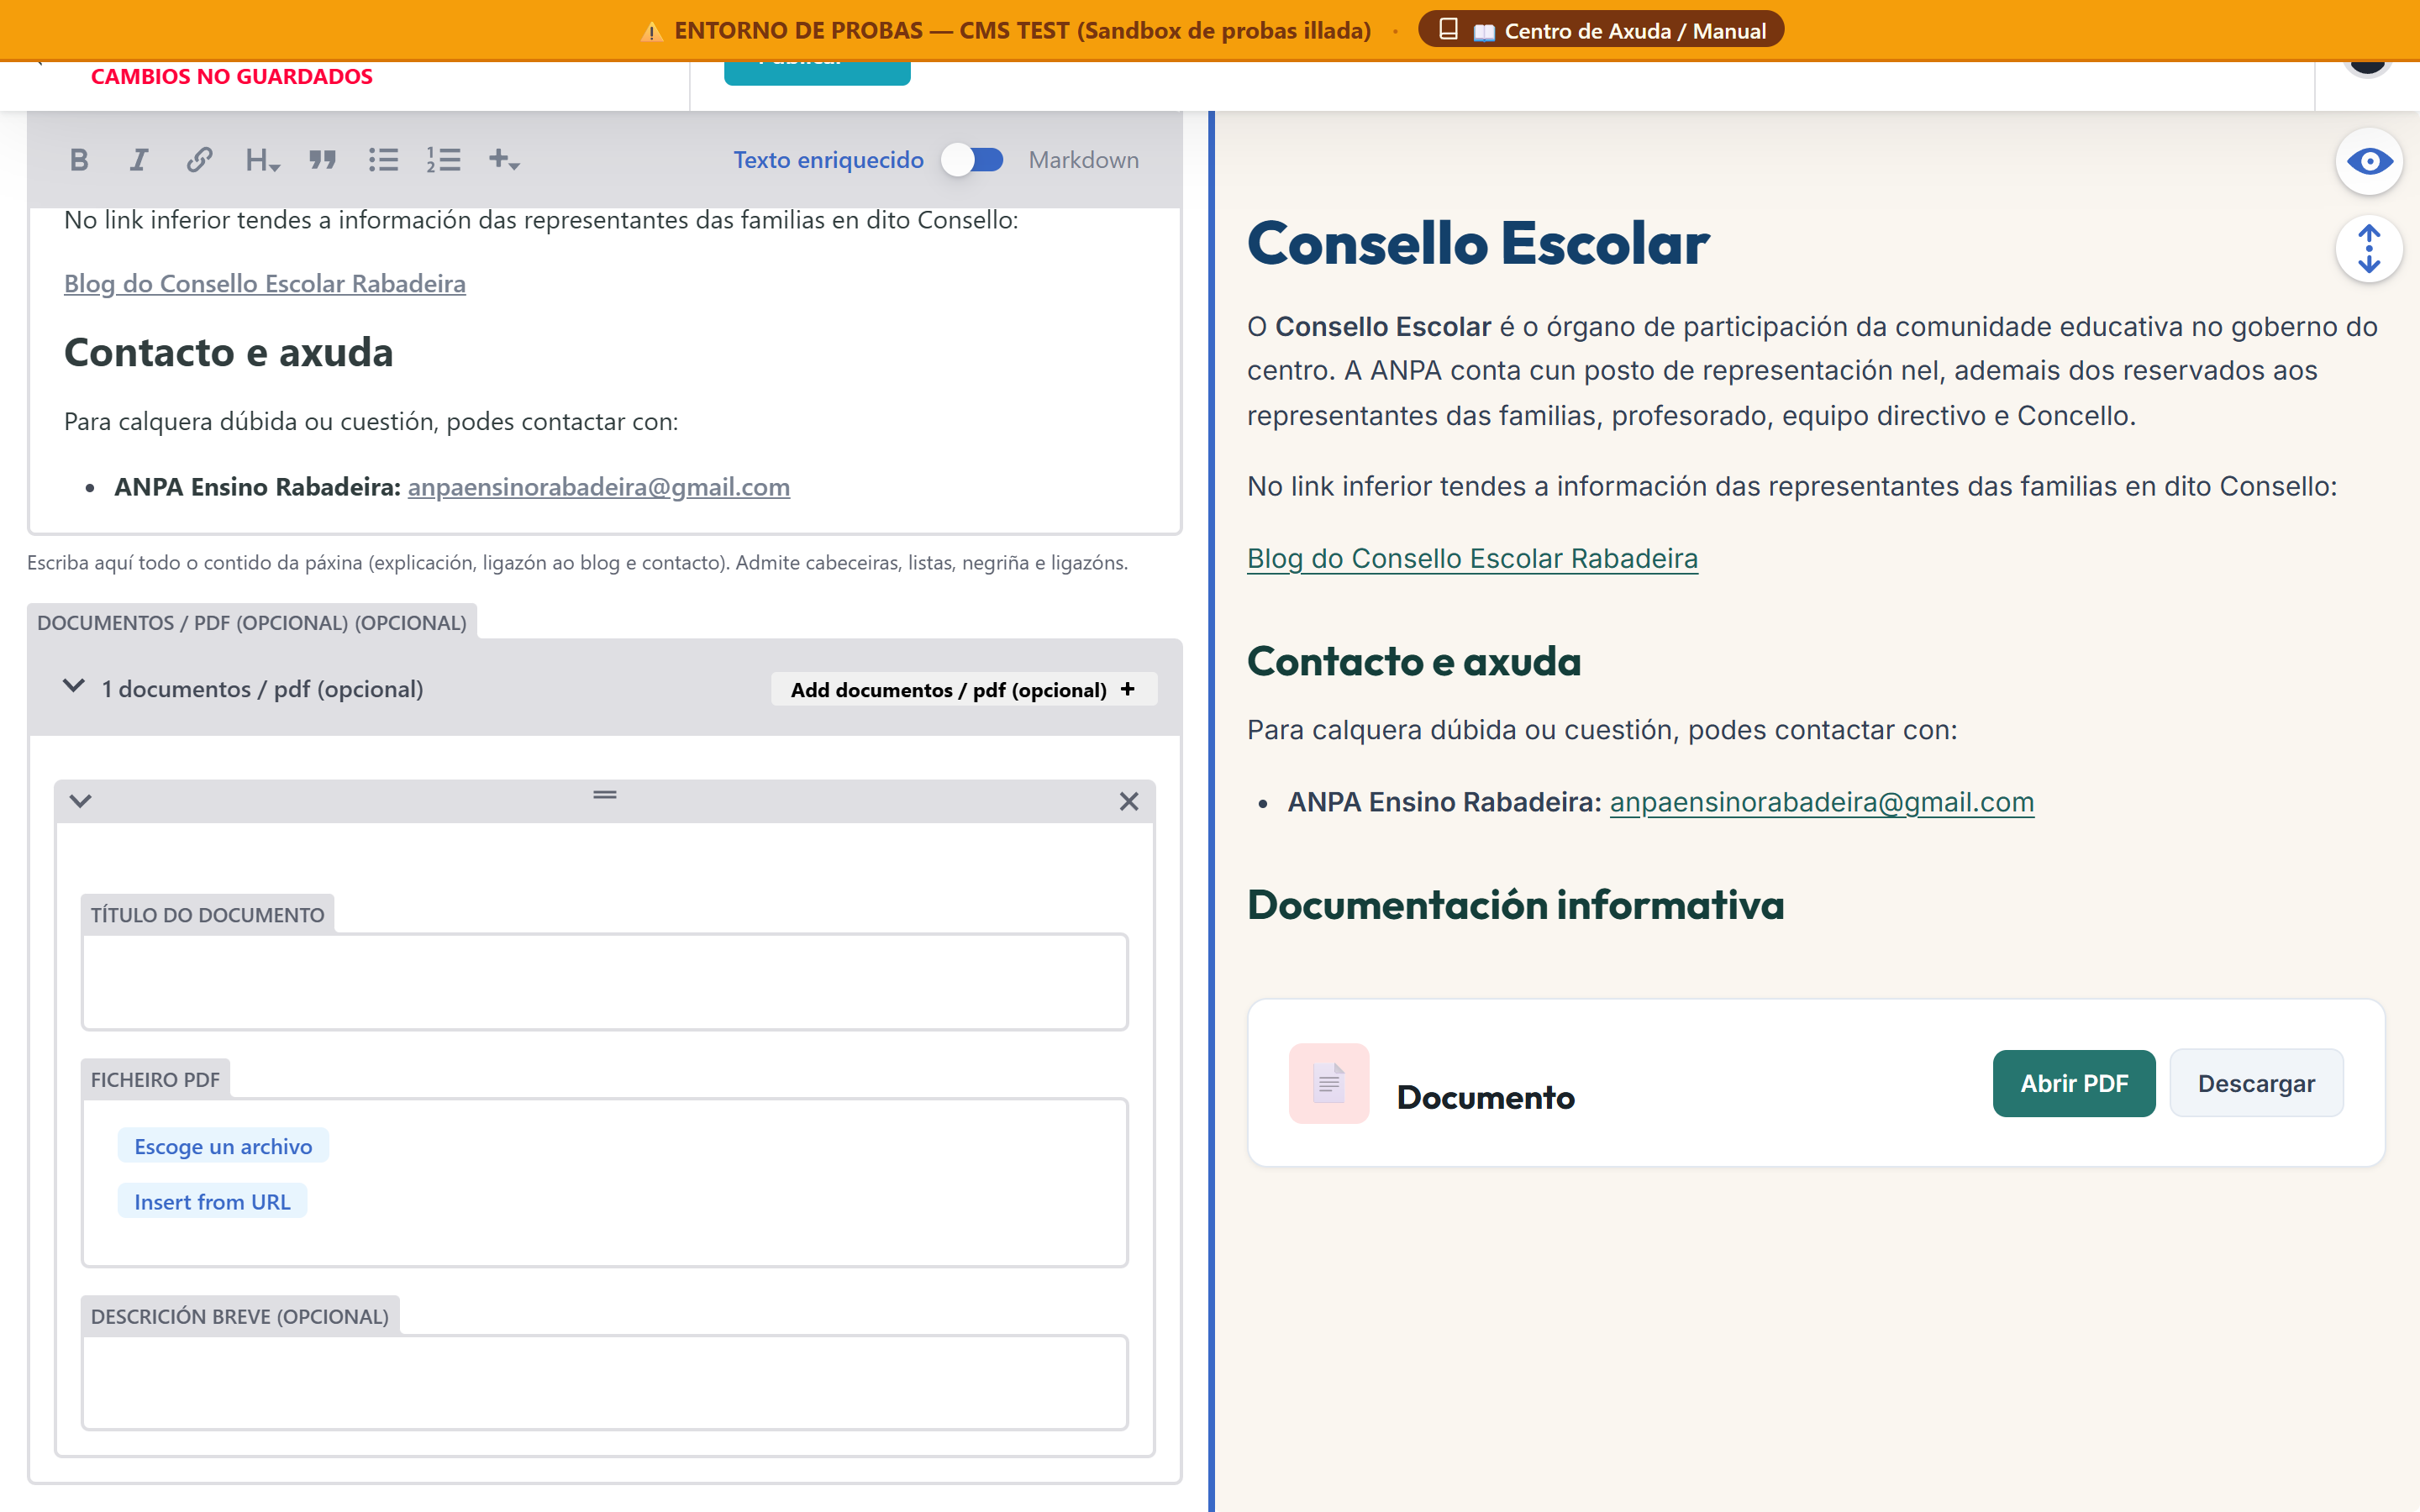 ⚠️ ENTORNO DE PROBAS — CMS TEST (Sandbox de probas illada) · 📖 Centro de Axuda / Manual
CAMBIOS NO GUARDADOS
Texto enriquecido
Markdown
No link inferior tendes a información das representantes das familias en dito Consello:
Blog do Consello Escolar Rabadeira
Contacto e axuda
Para calquera dúbida ou cuestión, podes contactar con:
• ANPA Ensino Rabadeira: anpaensinorabadeira@gmail.com
Escriba aquí todo o contido da páxina (explicación, ligazón ao blog e contacto). Admite cabeceiras, listas, negriña e ligazóns.
DOCUMENTOS / PDF (OPCIONAL) (OPCIONAL)
1 documentos / pdf (opcional)
Add documentos / pdf (opcional) +
TÍTULO DO DOCUMENTO
FICHEIRO PDF
Escoge un archivo
Insert from URL
DESCRICIÓN BREVE (OPCIONAL)
Consello Escolar
O Consello Escolar é o órgano de participación da comunidade educativa no goberno do
centro. A ANPA conta cun posto de representación nel, ademais dos reservados aos
representantes das familias, profesorado, equipo directivo e Concello.
No link inferior tendes a información das representantes das familias en dito Consello:
Blog do Consello Escolar Rabadeira
Contacto e axuda
Para calquera dúbida ou cuestión, podes contactar con:
• ANPA Ensino Rabadeira: anpaensinorabadeira@gmail.com
Documentación informativa
Documento
Abrir PDF
Descargar